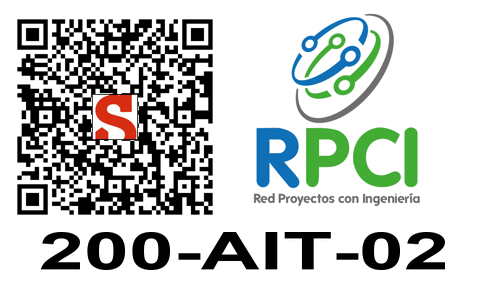 S
RPCI
Red Proyectos con Ingeniería
200-AIT-02